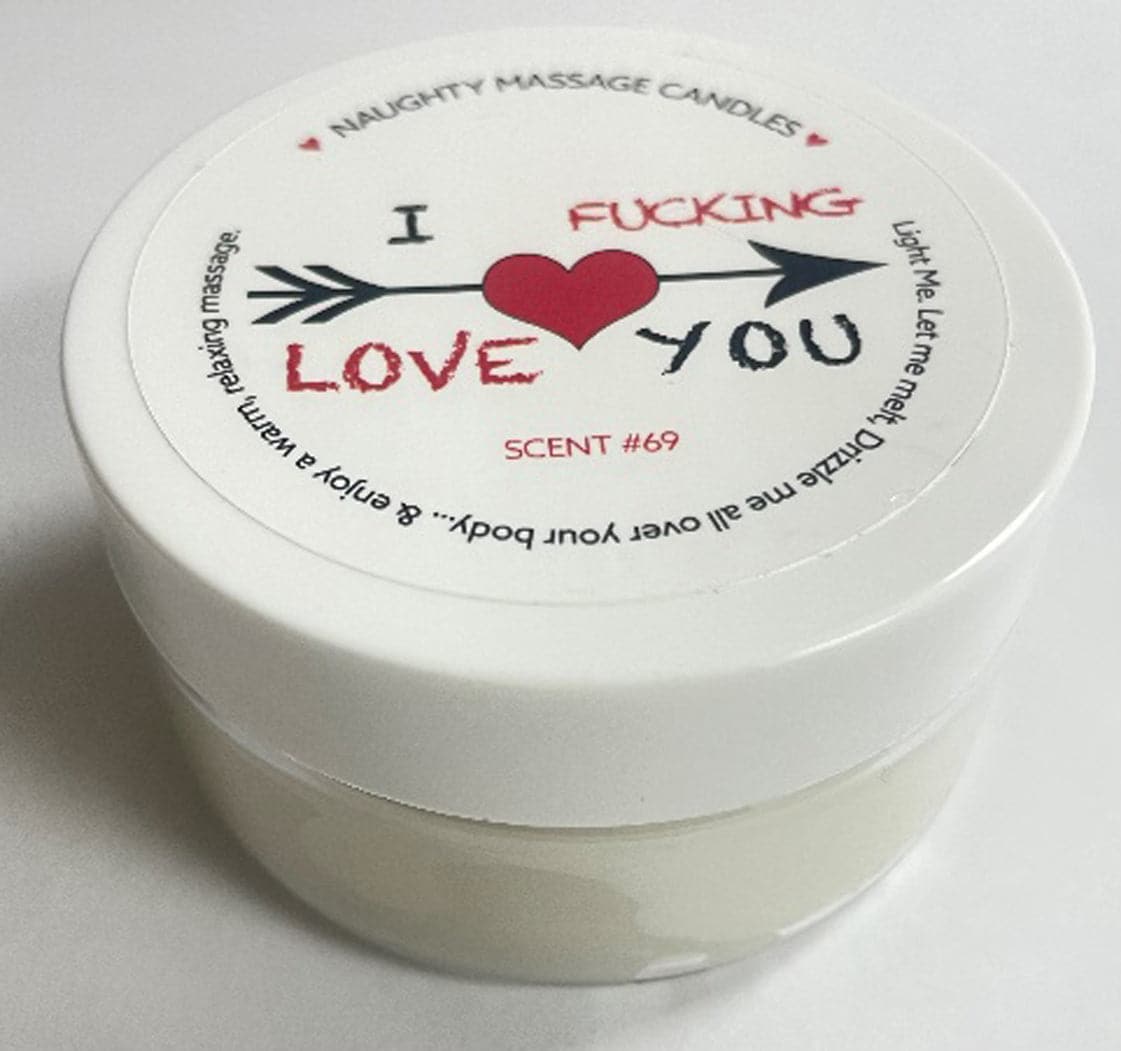 NAUGHTY MASSAGE CANDLES
I FUCKING
LOVE YOU
SCENT #69
Light Me. Let me melt, Drizzle me all over your body... & enjoy a warm, relaxing massage.